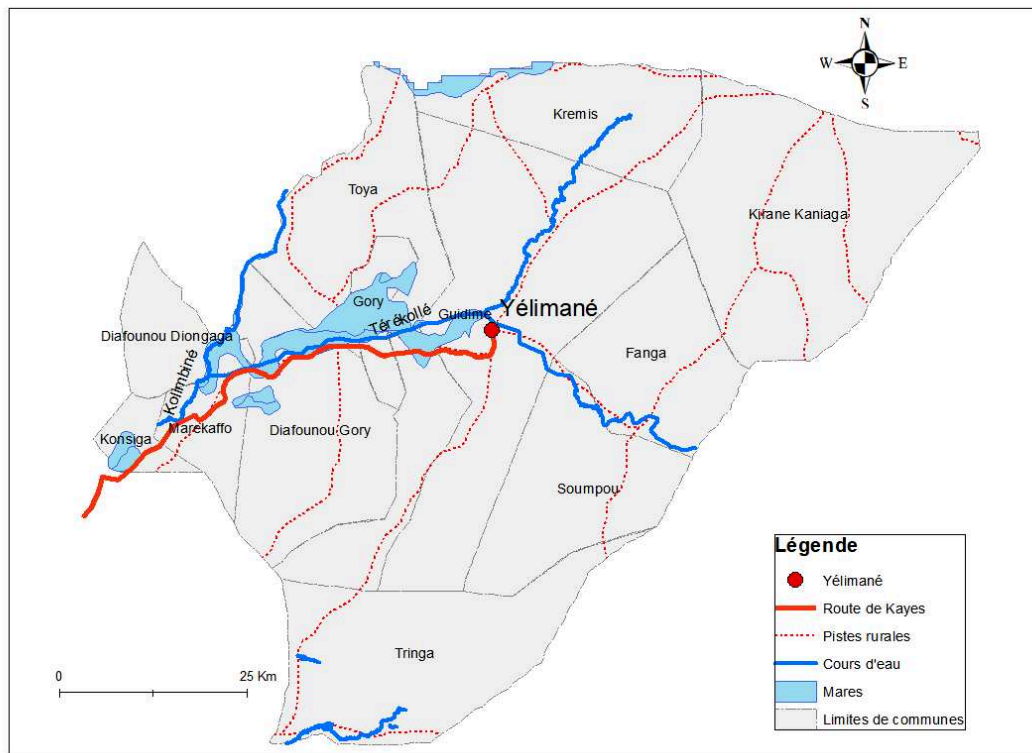 N
W
E
S
Kremis
Toya
Kirane Kaniaga
Gory
Térékollé
Guidime
Yélimané
Diafounou Diongaga
Fanga
Kolimbiné
Marekaffo
Diafounou Gory
Konsiga
Soumpou
Tringa
0
25 Km
Légende
Yélimané
Route de Kayes
Pistes rurales
Cours d'eau
Mares
Limites de communes